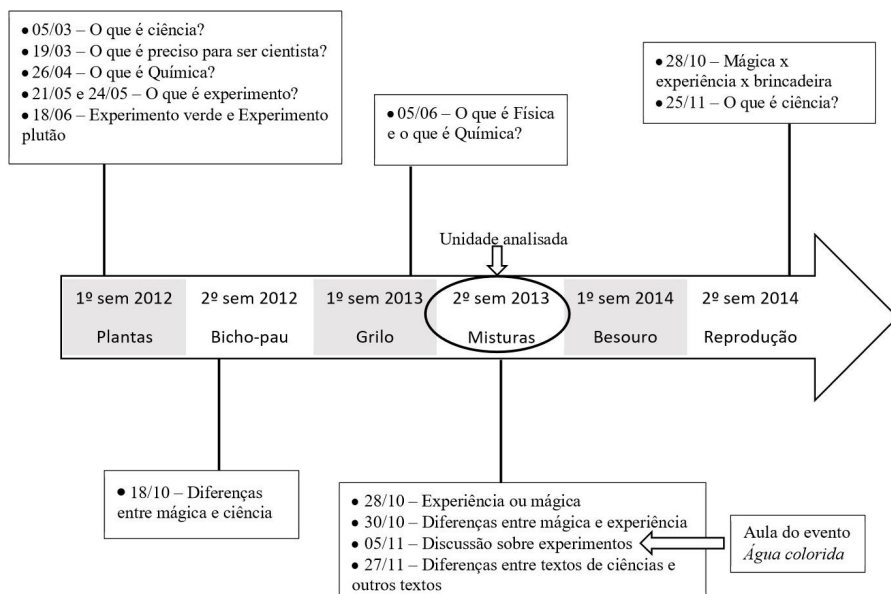 • 05/03 – O que é ciência?
• 19/03 – O que é preciso para ser cientista?
• 26/04 – O que é Química?
• 21/05 e 24/05 – O que é experimento?
• 18/06 – Experimento verde e Experimento
plutão
• 05/06 – O que é Física
e o que é Química?
• 28/10 – Mágica x
experiência x brincadeira
• 25/11 – O que é ciência?
Unidade analisada
1º sem 2012
Plantas
2º sem 2012
Bicho-pau
1º sem 2013
Grilo
2º sem 2013
Misturas
1º sem 2014
Besouro
2º sem 2014
Reprodução
• 18/10 – Diferenças
entre mágica e ciência
• 28/10 – Experiência ou mágica
• 30/10 – Diferenças entre mágica e experiência
• 05/11 – Discussão sobre experimentos
• 27/11 – Diferenças entre textos de ciências e
outros textos
Aula do evento
Água colorida